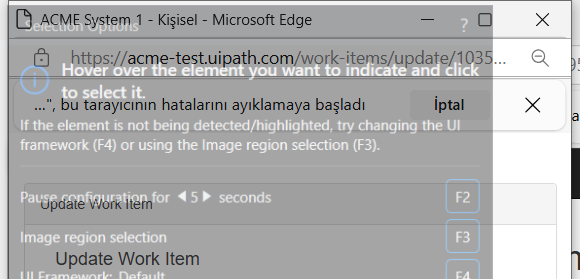 ACME System 1 - Kişisel - Microsoft Edge
Selection Options
?
https://acme-test.uipath.com/work-items/update/1035...
Hover over the element you want to indicate and click
to select it.
...", bu tarayıcının hatalarını ayıklamaya başladı
İptal
If the element is not being detected/highlighted, try changing the UI
framework (F4) or using the Image region selection (F3).
Pause configuration for 5 seconds
F2
Update Work Item
Image region selection
F3
Update Work Item
UI Framework: Default
F4